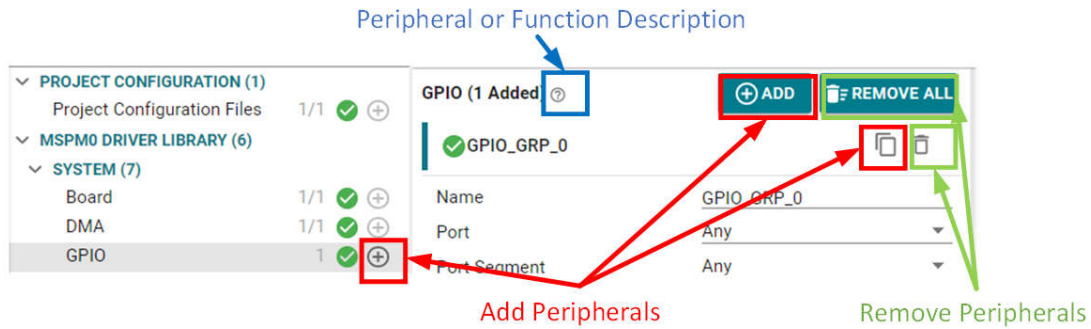 Peripheral or Function Description
PROJECT CONFIGURATION (1)
Project Configuration Files 1/1
MSPM0 DRIVER LIBRARY (6)
SYSTEM (7)
Board 1/1
DMA 1/1
GPIO 1
GPIO (1 Added)
ADD
REMOVE ALL
GPIO_GRP_0
Name GPIO_GRP_0
Port Any
Port Segment Any
Add Peripherals
Remove Peripherals